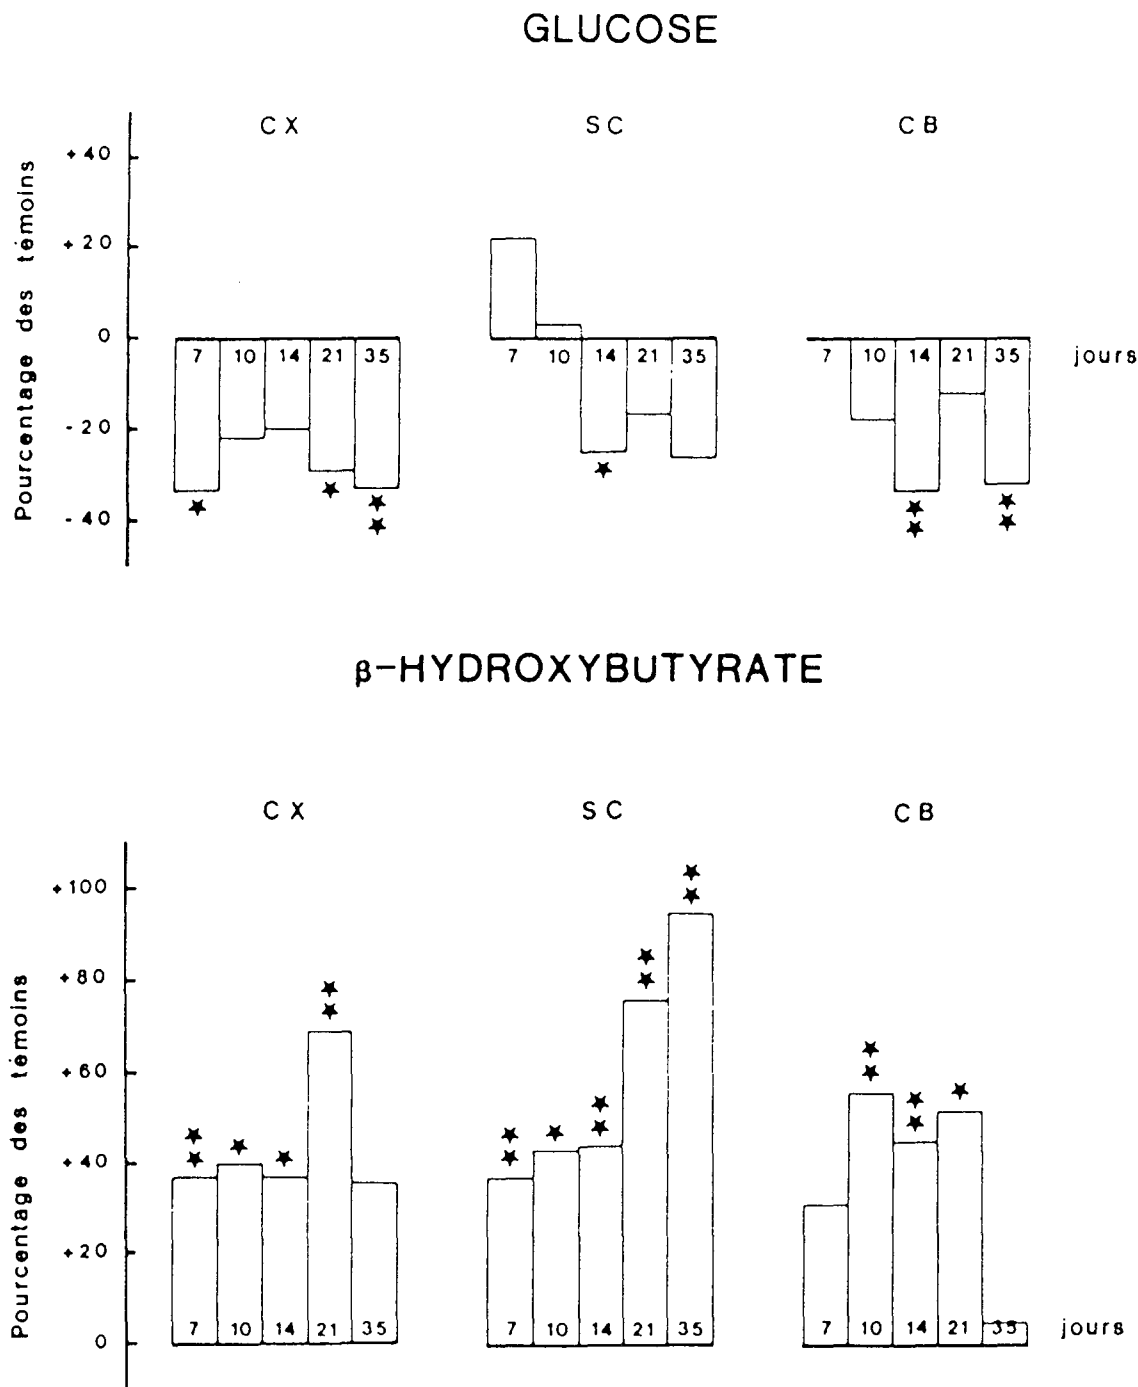 GLUCOSE
CX SC CB
Pourcentage des témoins
+40
+20
0
-20
-40
7 10 14 21 35
7 10 14 21 35
7 10 14 21 35
jours
β-HYDROXYBUTYRATE
CX SC CB
Pourcentage des témoins
+100
+80
+60
+40
+20
0
7 10 14 21 35
7 10 14 21 35
7 10 14 21 35
jours